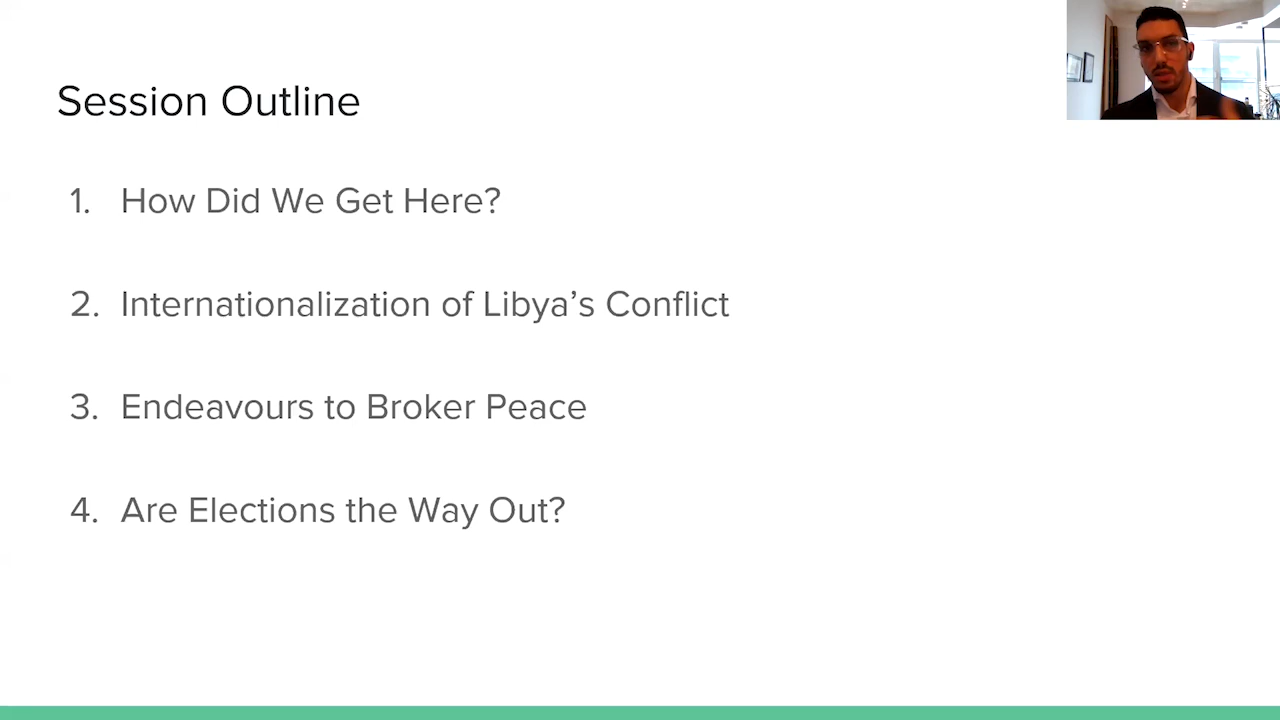 Session Outline
1. How Did We Get Here?
2. Internationalization of Libya’s Conflict
3. Endeavours to Broker Peace
4. Are Elections the Way Out?